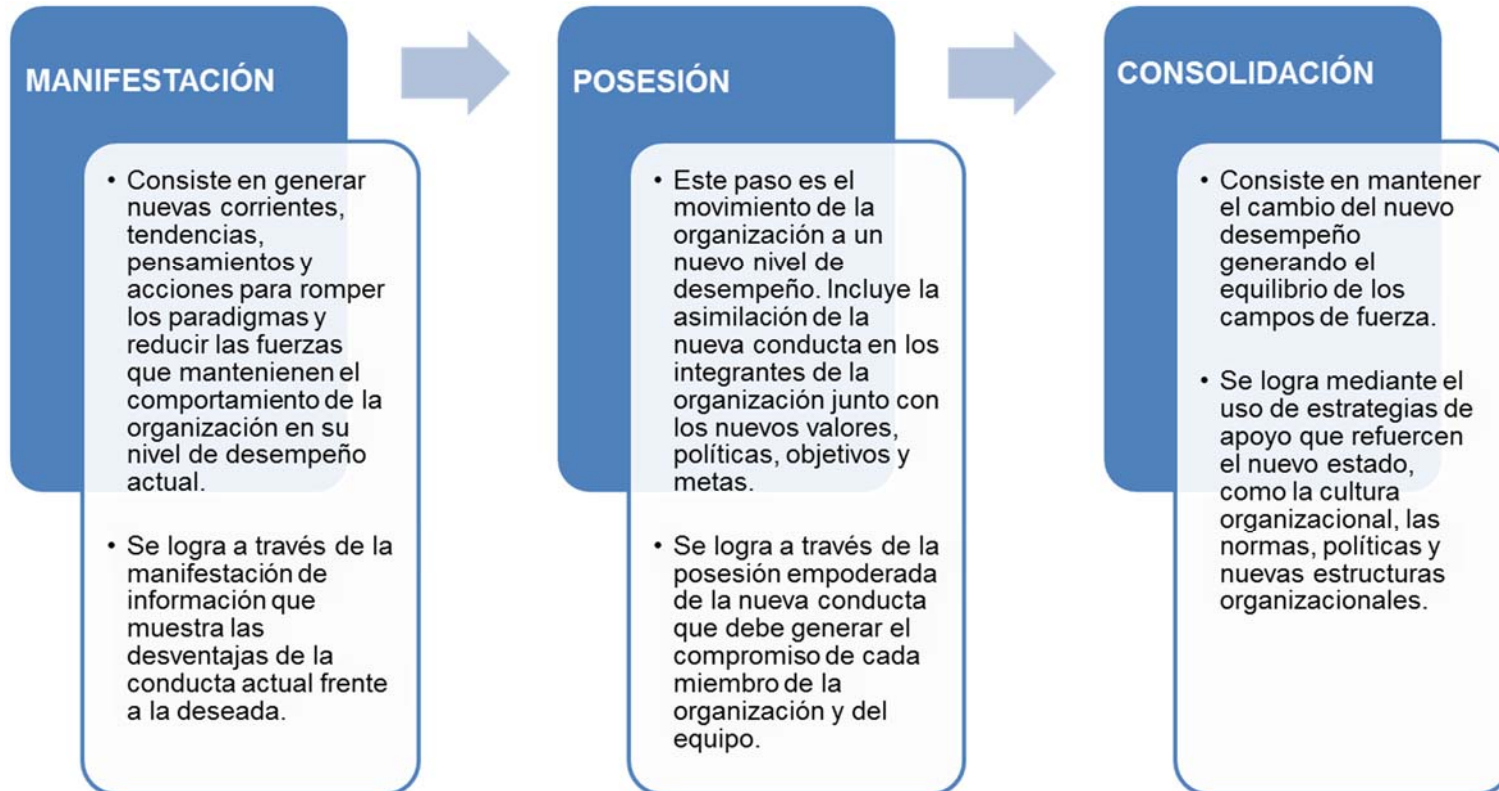 MANIFESTACIÓN
• Consiste en generar
nuevas corrientes,
tendencias,
pensamientos y
acciones para romper
los paradigmas y
reducir las fuerzas
que mantenienen el
comportamiento de la
organización en su
nivel de desempeño
actual.
• Se logra a través de la
manifestación de
información que
muestra las
desventajas de la
conducta actual frente
a la deseada.
POSESIÓN
• Este paso es el
movimiento de la
organización a un
nuevo nivel de
desempeño. Incluye la
asimilación de la
nueva conducta en los
integrantes de la
organización junto con
los nuevos valores,
políticas, objetivos y
metas.
• Se logra a través de la
posesión empoderada
de la nueva conducta
que debe generar el
compromiso de cada
miembro de la
organización y del
equipo.
CONSOLIDACIÓN
• Consiste en mantener
el cambio del nuevo
desempeño
generando el
equilibrio de los
campos de fuerza.
• Se logra mediante el
uso de estrategias de
apoyo que refuercen
el nuevo estado,
como la cultura
organizacional, las
normas, políticas y
nuevas estructuras
organizacionales.